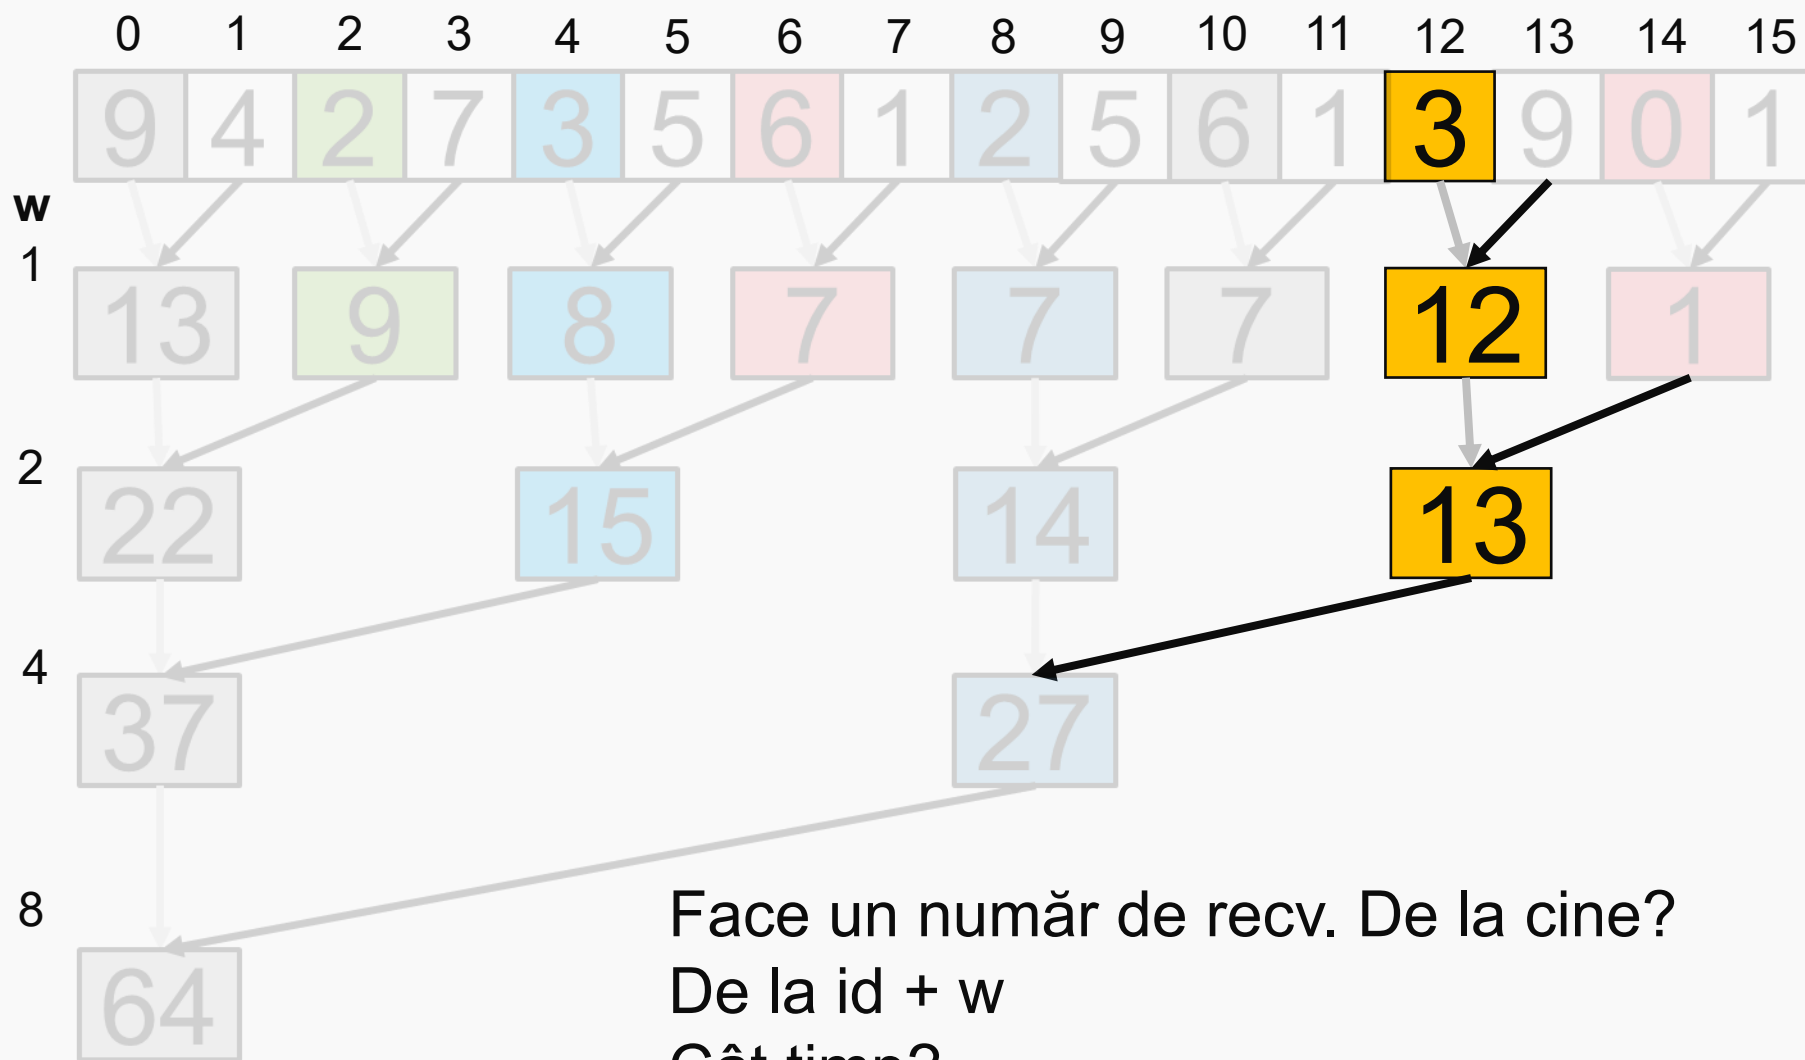 0 1 2 3 4 5 6 7 8 9 10 11 12 13 14 15
9 4 2 7 3 5 6 1 2 5 6 1 3 9 0 1
w
1
13 9 8 7 7 7 12 1
2
22 15 14 13
4
37 27
8
Face un număr de recv. De la cine?
De la id + w
64
Cât timp?